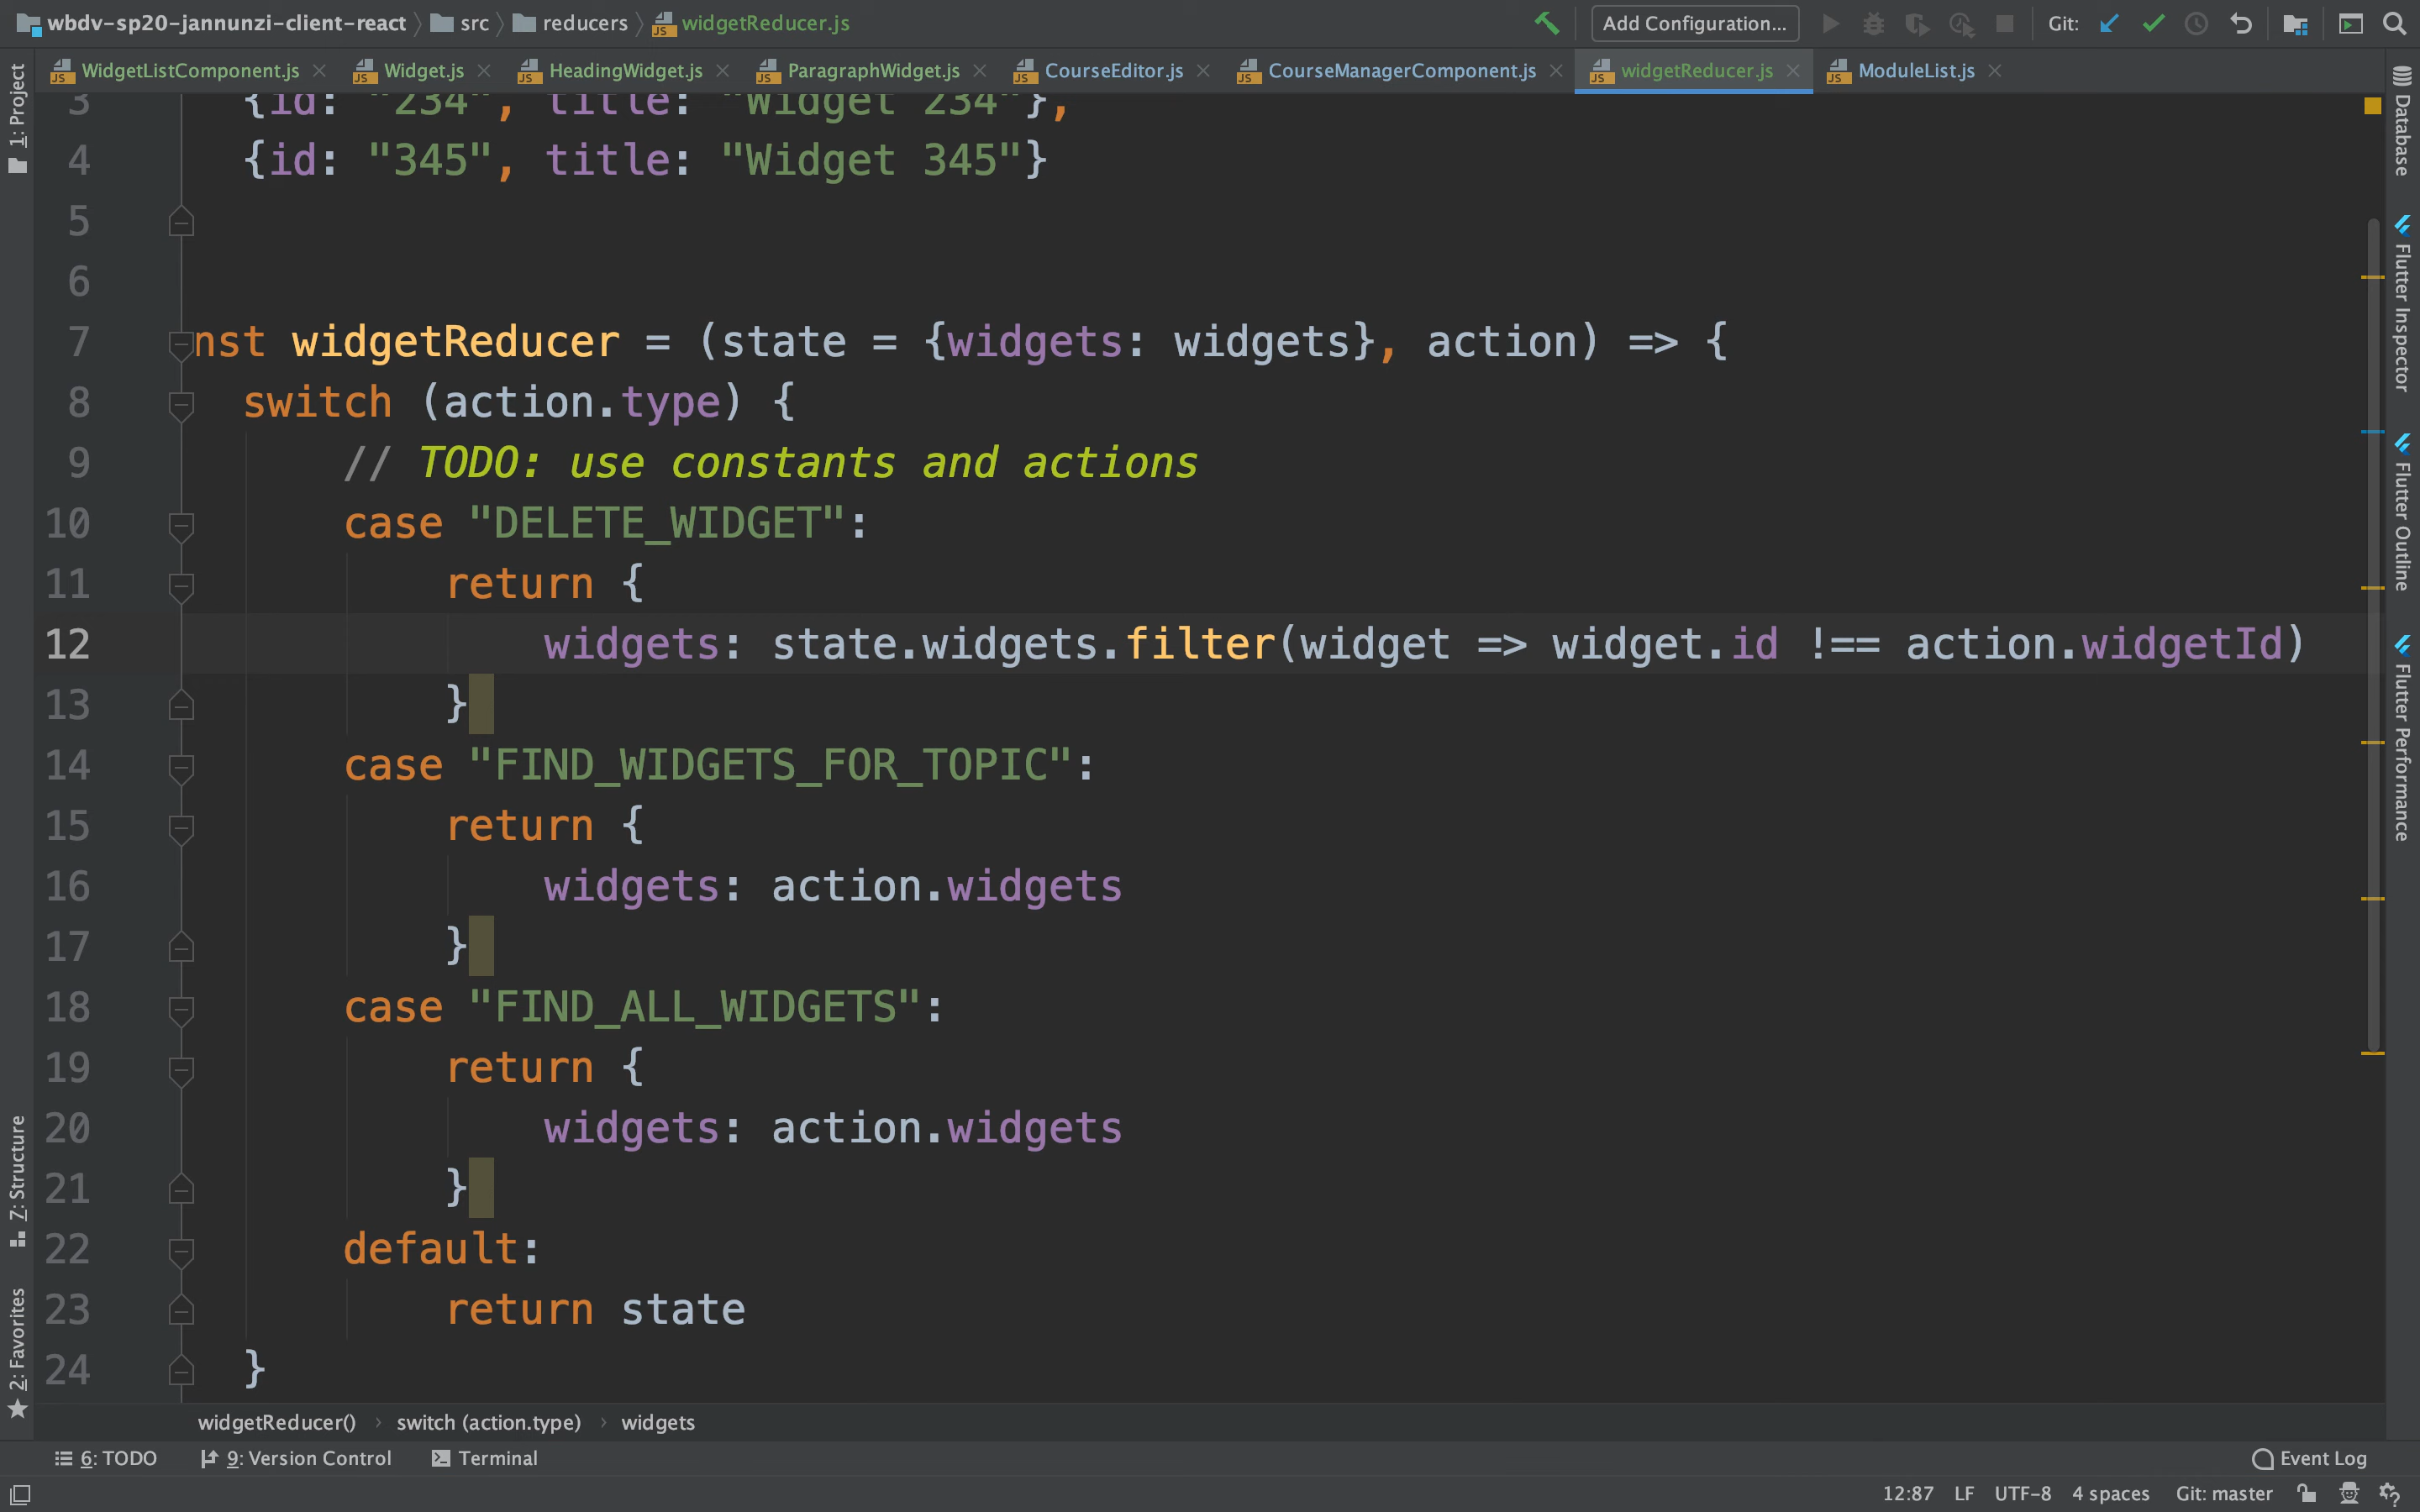 wbdv-sp20-jannunzi-client-react src reducers widgetReducer.js Add Configuration... Git:
WidgetListComponent.js Widget.js HeadingWidget.js ParagraphWidget.js CourseEditor.js CourseManagerComponent.js widgetReducer.js ModuleList.js
1: Project
Z: Structure
2: Favorites
3 {id: "234", title: "Widget 234"},
4 {id: "345", title: "Widget 345"}
5
6
7 nst widgetReducer = (state = {widgets: widgets}, action) => {
8 switch (action.type) {
9 // TODO: use constants and actions
10 case "DELETE_WIDGET":
11 return {
12 widgets: state.widgets.filter(widget => widget.id !== action.widgetId)
13 }
14 case "FIND_WIDGETS_FOR_TOPIC":
15 return {
16 widgets: action.widgets
17 }
18 case "FIND_ALL_WIDGETS":
19 return {
20 widgets: action.widgets
21 }
22 default:
23 return state
24 }
Database
Flutter Inspector
Flutter Outline
Flutter Performance
widgetReducer() switch (action.type) widgets
6: TODO 9: Version Control Terminal Event Log
12:87 LF UTF-8 4 spaces Git: master